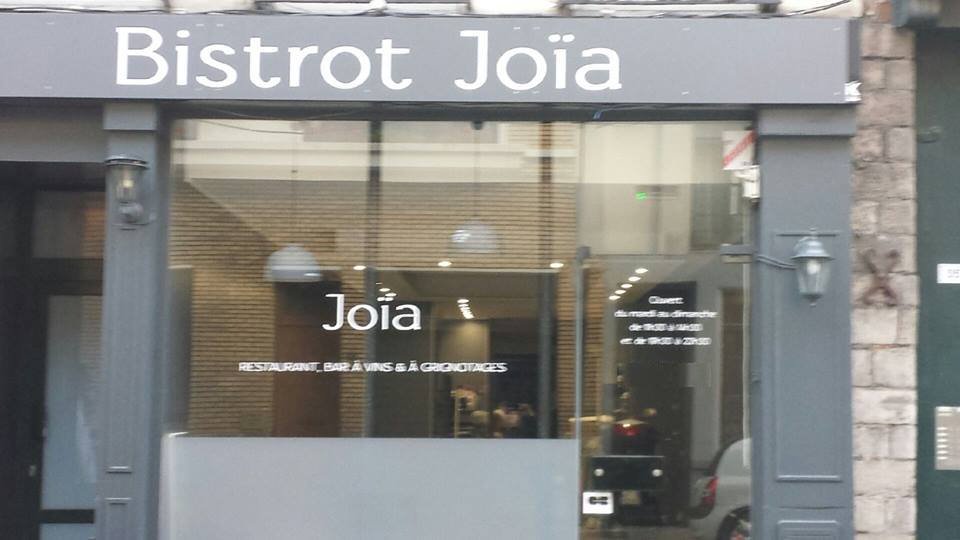 Bistrot Joïa
Joïa
RESTAURANT, BAR À VINS & À GRIGNOTAGES
Ouvert
du mardi au dimanche